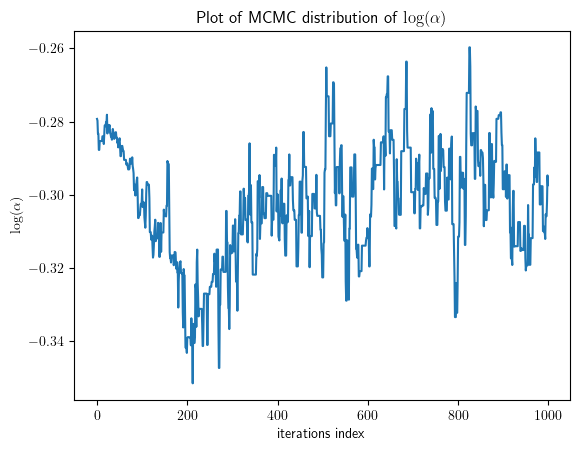 Plot of MCMC distribution of log(α)
−0.26
−0.28
−0.30
−0.32
−0.34
log(α)
0 200 400 600 800 1000
iterations index